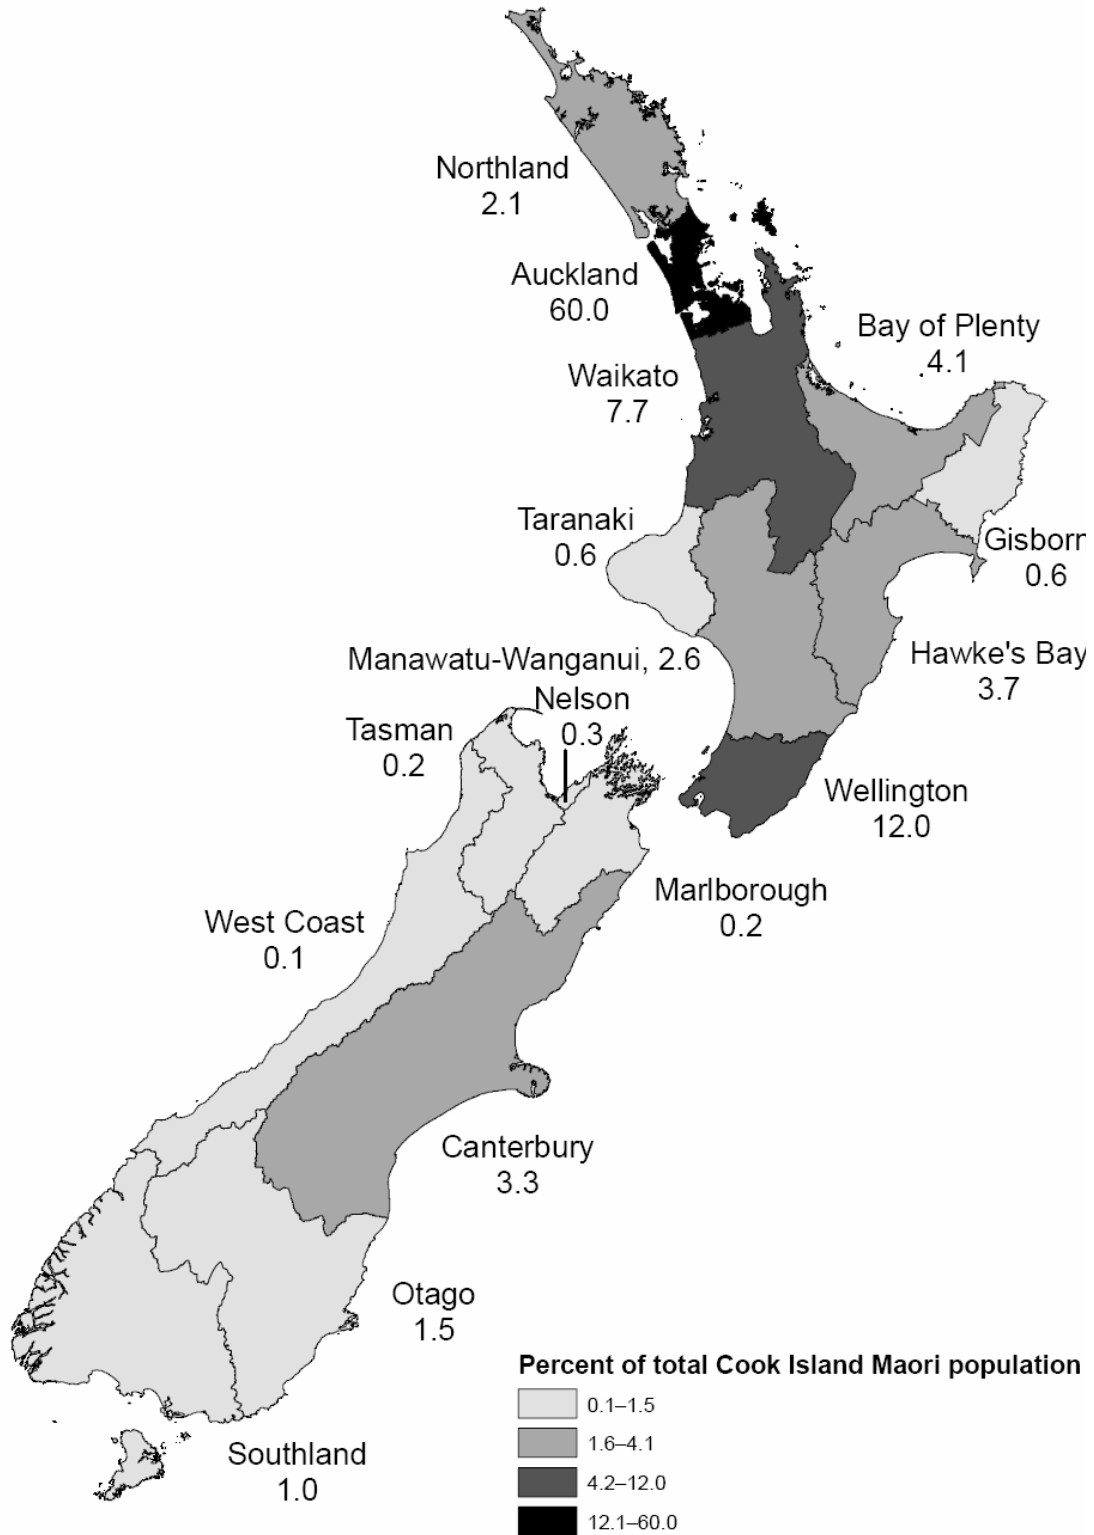 Northland
2.1
Auckland
60.0
Bay of Plenty
4.1
Waikato
7.7
Taranaki
0.6
Gisborn
0.6
Manawatu-Wanganui, 2.6
Hawke's Bay
3.7
Nelson
0.3
Tasman
0.2
Wellington
12.0
Marlborough
0.2
West Coast
0.1
Canterbury
3.3
Otago
1.5
Southland
1.0
Percent of total Cook Island Maori population
0.1–1.5
1.6–4.1
4.2–12.0
12.1–60.0